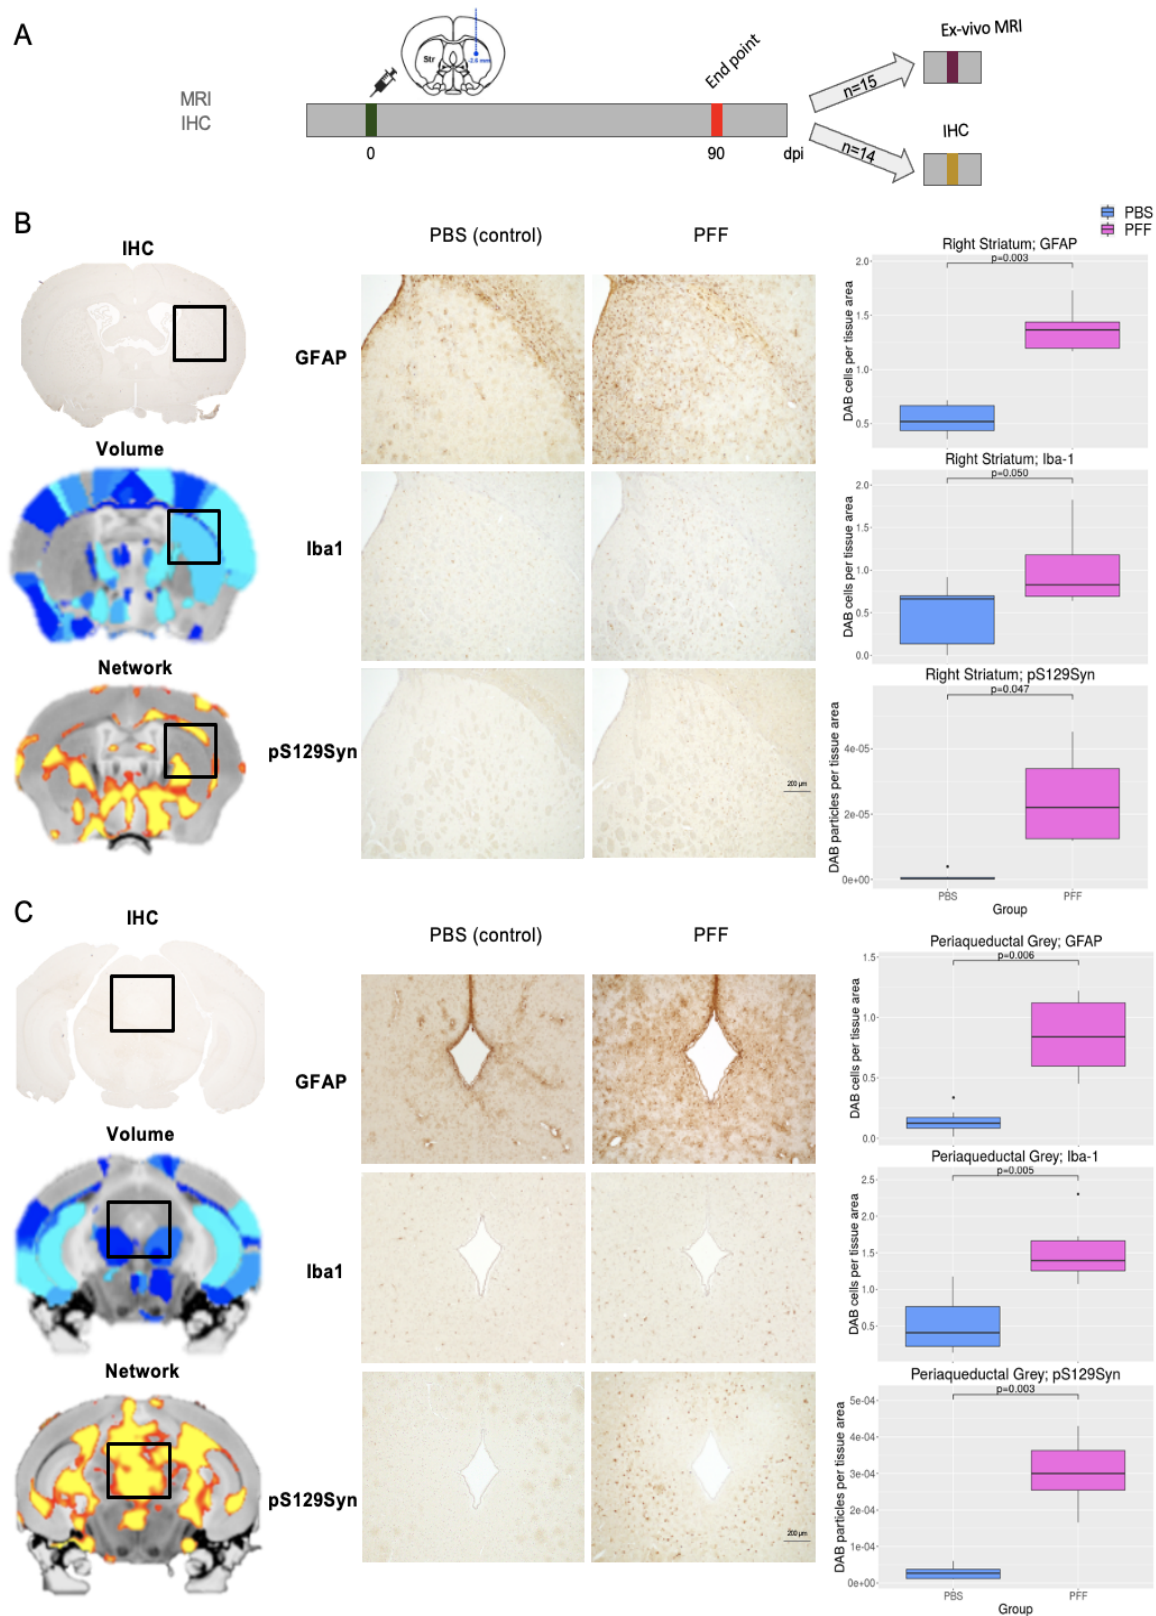 A
Ex-vivo MRI
Str
-2.6 mm
End point
MRI
IHC
n=15
n=14
IHC
0
90
dpi
B
PBS
PFF
IHC
PBS (control)
PFF
Right Striatum; GFAP
p=0.003
2.0
1.5
1.0
0.5
DAB cells per tissue area
GFAP
Volume
Right Striatum; Iba-1
p=0.050
2.0
1.5
1.0
0.5
0.0
DAB cells per tissue area
Iba1
Network
Right Striatum; pS129Syn
p=0.047
4e-05
2e-05
0e+00
DAB particles per tissue area
pS129Syn
200 µm
PBS
PFF
Group
C
IHC
PBS (control)
PFF
Periaqueductal Grey; GFAP
p=0.006
1.5
1.0
0.5
0.0
DAB cells per tissue area
GFAP
Volume
Periaqueductal Grey; Iba-1
p=0.005
2.5
2.0
1.5
1.0
0.5
DAB cells per tissue area
Iba1
Network
Periaqueductal Grey; pS129Syn
p=0.003
5e-04
4e-04
3e-04
2e-04
1e-04
0e+00
DAB particles per tissue area
pS129Syn
200 µm
PBS
PFF
Group